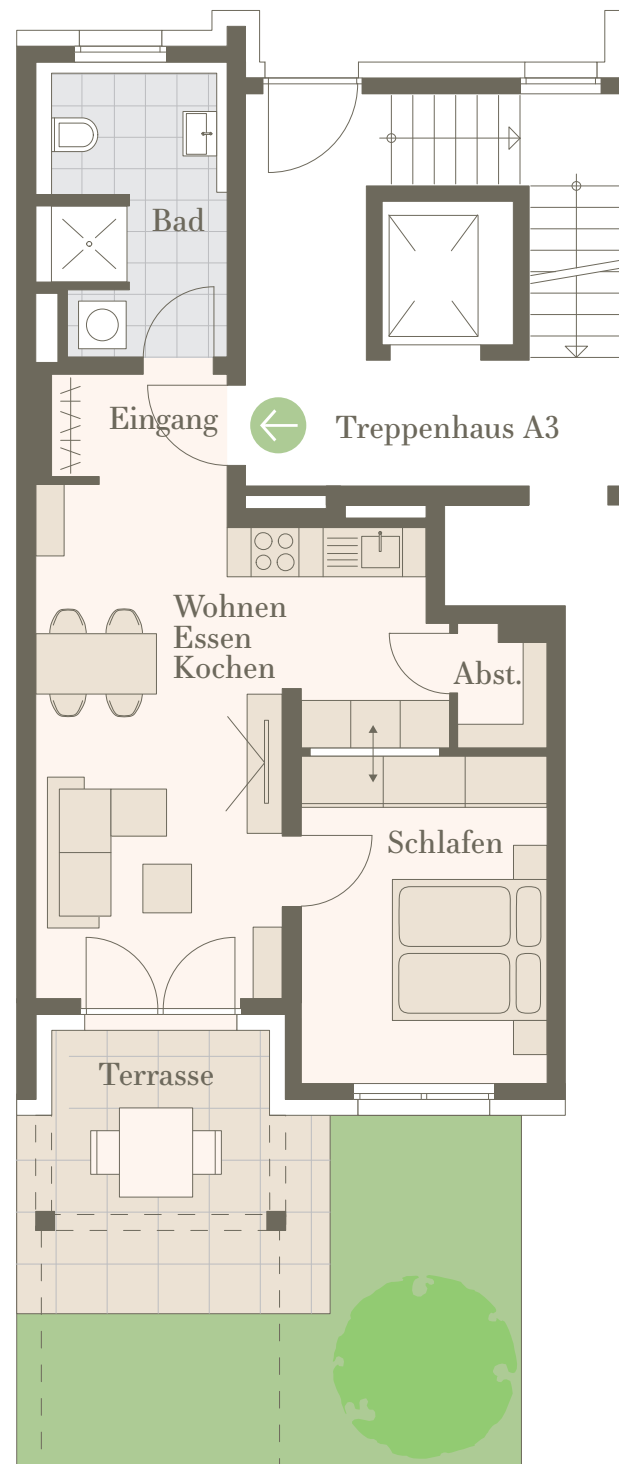 Bad
Eingang
Treppenhaus A3
Wohnen
Essen
Kochen
Abst.
Schlafen
Terrasse